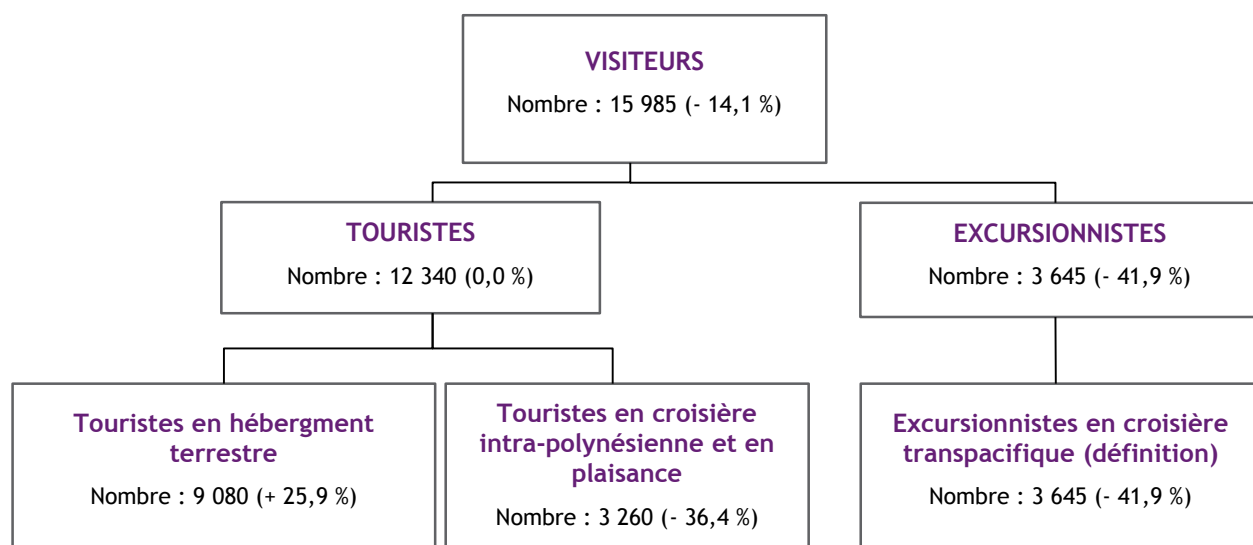 VISITEURS
Nombre : 15 985 (- 14,1 %)
TOURISTES
Nombre : 12 340 (0,0 %)
EXCURSIONNISTES
Nombre : 3 645 (- 41,9 %)
Touristes en hébergment
terrestre
Nombre : 9 080 (+ 25,9 %)
Touristes en croisière
intra-polynésienne et en
plaisance
Nombre : 3 260 (- 36,4 %)
Excursionnistes en croisière
transpacifique (définition)
Nombre : 3 645 (- 41,9 %)